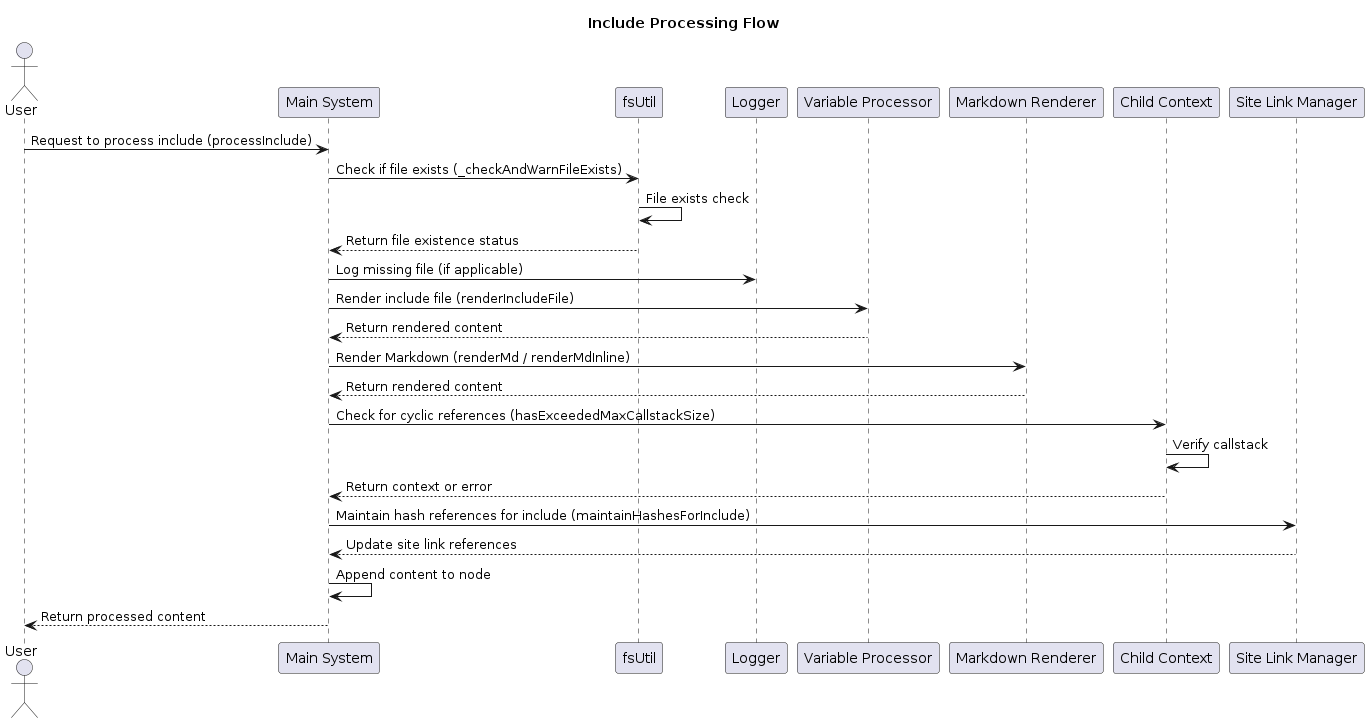 Include Processing Flow
User
Main System
fsUtil
Logger
Variable Processor
Markdown Renderer
Child Context
Site Link Manager
Request to process include (processInclude)
Check if file exists (_checkAndWarnFileExists)
File exists check
Return file existence status
Log missing file (if applicable)
Render include file (renderIncludeFile)
Return rendered content
Render Markdown (renderMd / renderMdInline)
Return rendered content
Check for cyclic references (hasExceededMaxCallstackSize)
Verify callstack
Return context or error
Maintain hash references for include (maintainHashesForInclude)
Update site link references
Append content to node
Return processed content
User
Main System
fsUtil
Logger
Variable Processor
Markdown Renderer
Child Context
Site Link Manager